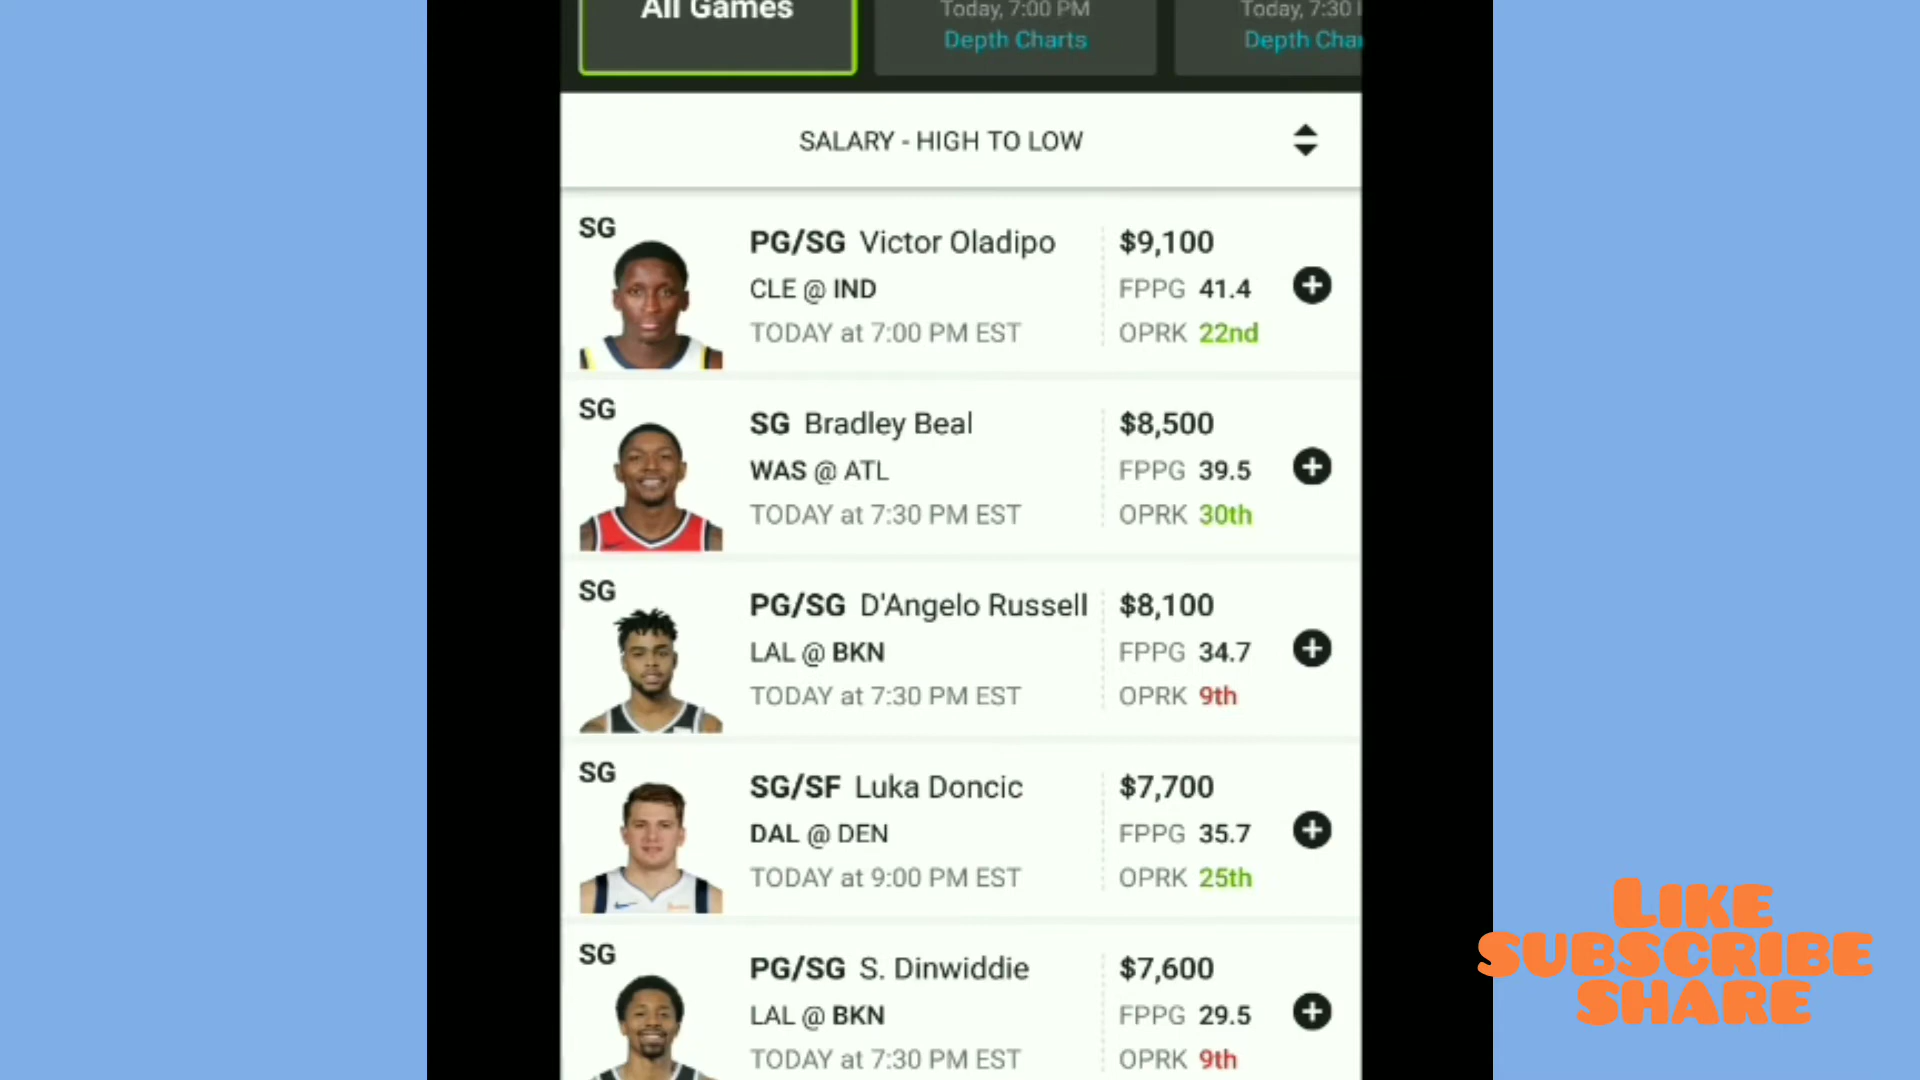 All Games
Today, 7:00 PM
Depth Charts
Today, 7:30
Depth Cha
SALARY - HIGH TO LOW
SG
PG/SG Victor Oladipo
$9,100
CLE @ IND
FPPG 41.4
TODAY at 7:00 PM EST
OPRK 22nd
SG
SG Bradley Beal
$8,500
WAS @ ATL
FPPG 39.5
TODAY at 7:30 PM EST
OPRK 30th
SG
PG/SG D'Angelo Russell
$8,100
LAL @ BKN
FPPG 34.7
TODAY at 7:30 PM EST
OPRK 9th
SG
SG/SF Luka Doncic
$7,700
DAL @ DEN
FPPG 35.7
TODAY at 9:00 PM EST
OPRK 25th
SG
PG/SG S. Dinwiddie
$7,600
LAL @ BKN
FPPG 29.5
TODAY at 7:30 PM EST
OPRK 9th
LIKE
SUBSCRIBE
SHARE